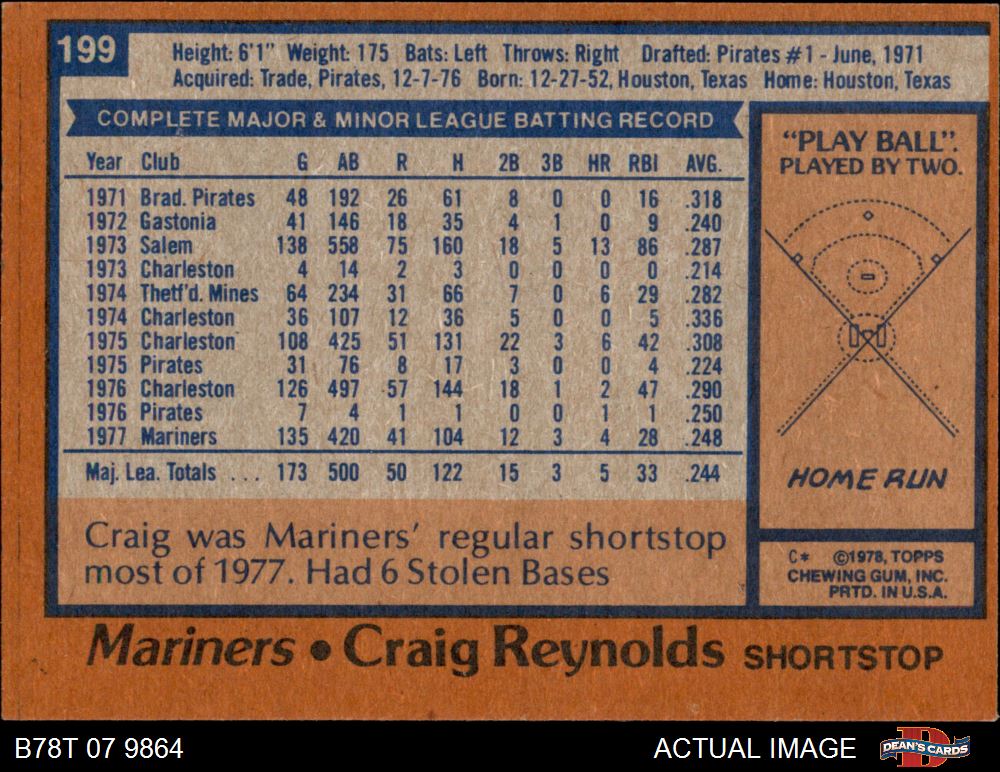 199
Height: 6'1" Weight: 175 Bats: Left Throws: Right Drafted: Pirates #1 - June, 1971
Acquired: Trade, Pirates, 12-7-76 Born: 12-27-52, Houston, Texas Home: Houston, Texas
COMPLETE MAJOR & MINOR LEAGUE BATTING RECORD
Year Club G AB R H 2B 3B HR RBI AVG.
1971 Brad. Pirates 48 192 26 61 8 0 0 16 .318
1972 Gastonia 41 146 18 35 4 1 0 9 .240
1973 Salem 138 558 75 160 18 5 13 86 .287
1973 Charleston 4 14 2 3 0 0 0 0 .214
1974 Thetf'd. Mines 64 234 31 66 7 0 6 29 .282
1974 Charleston 36 107 12 36 5 0 0 5 .336
1975 Charleston 108 425 51 131 22 3 6 42 .308
1975 Pirates 31 76 8 17 3 0 0 4 .224
1976 Charleston 126 497 57 144 18 1 2 47 .290
1976 Pirates 7 4 1 1 0 0 1 1 .250
1977 Mariners 135 420 41 104 12 3 4 28 .248
Maj. Lea. Totals . . . 173 500 50 122 15 3 5 33 .244
Craig was Mariners' regular shortstop
most of 1977. Had 6 Stolen Bases
"PLAY BALL".
PLAYED BY TWO.
HOME RUN
C* ©1978, TOPPS
CHEWING GUM, INC.
PRTD. IN U.S.A.
Mariners • Craig Reynolds SHORTSTOP
B78T 07 9864
ACTUAL IMAGE
DEAN'S CARDS